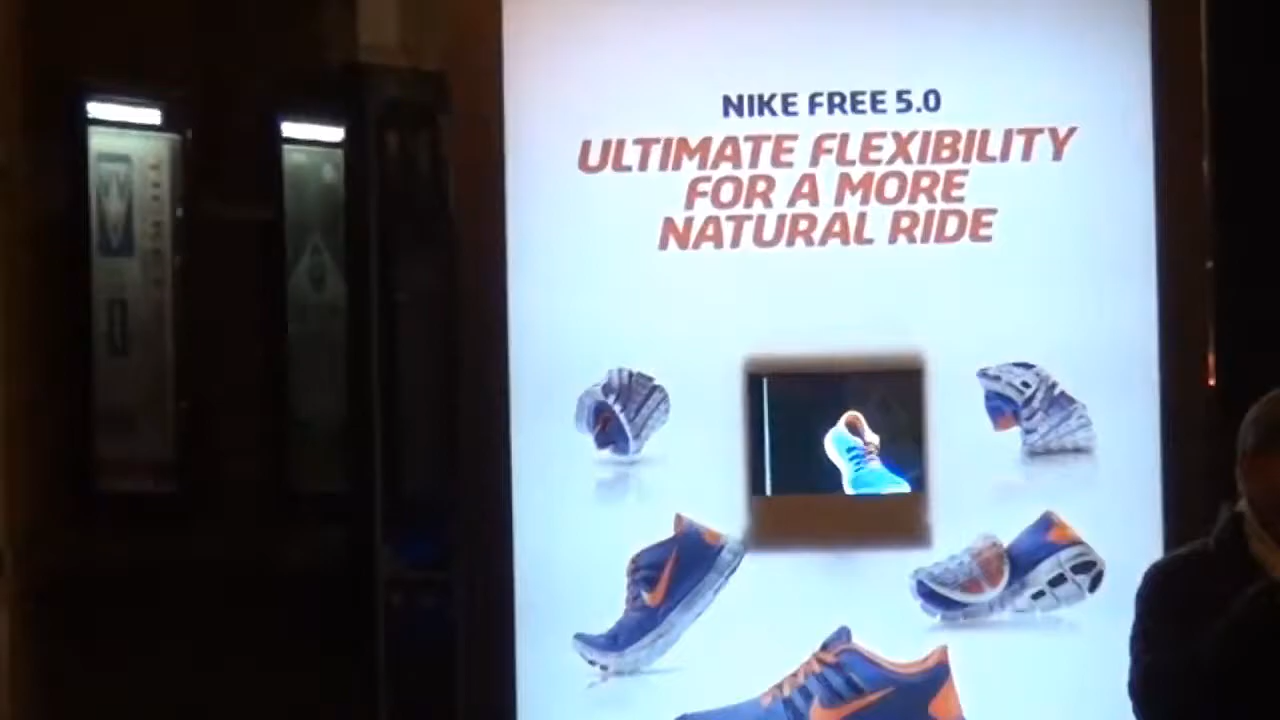 NIKE FREE 5.0
ULTIMATE FLEXIBILITY
FOR A MORE
NATURAL RIDE